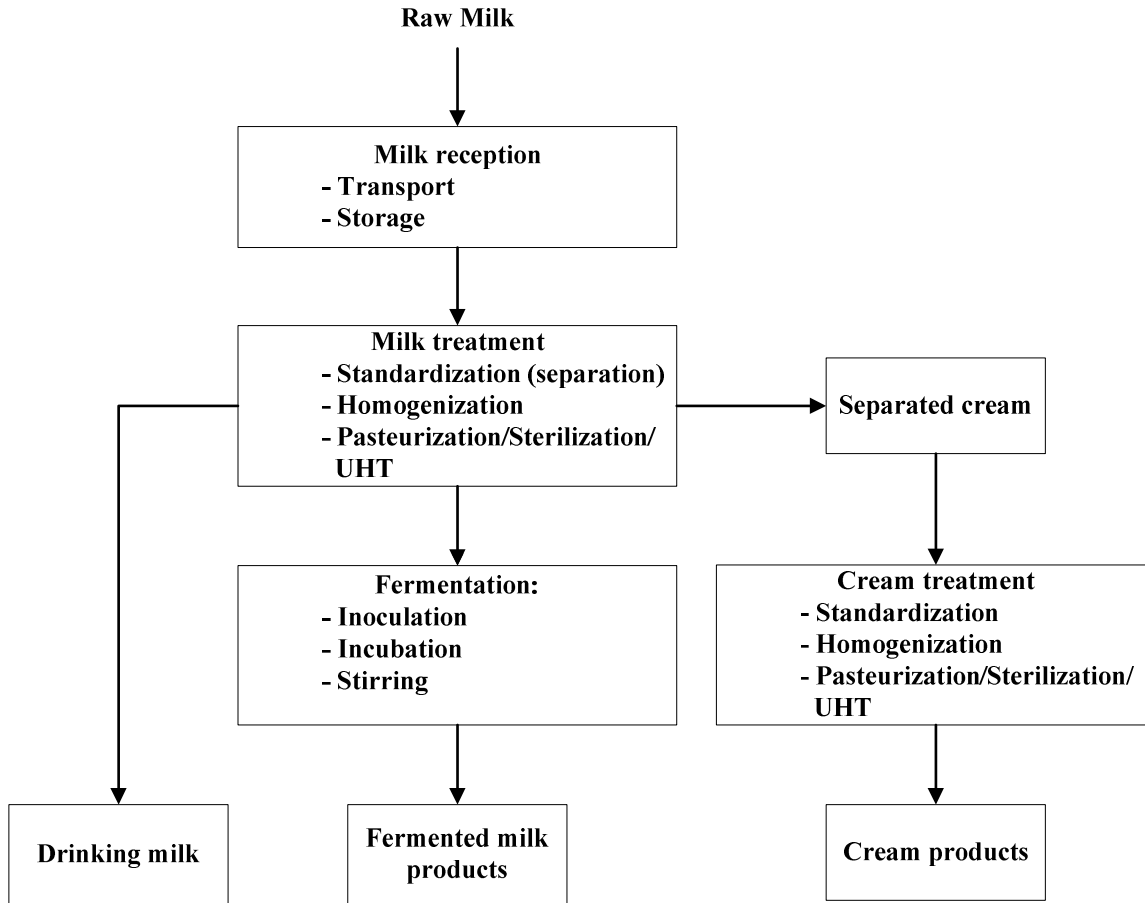 Raw Milk
Milk reception
- Transport
- Storage
Milk treatment
- Standardization (separation)
- Homogenization
- Pasteurization/Sterilization/
UHT
Separated cream
Fermentation:
- Inoculation
- Incubation
- Stirring
Cream treatment
- Standardization
- Homogenization
- Pasteurization/Sterilization/
UHT
Drinking milk
Fermented milk
products
Cream products